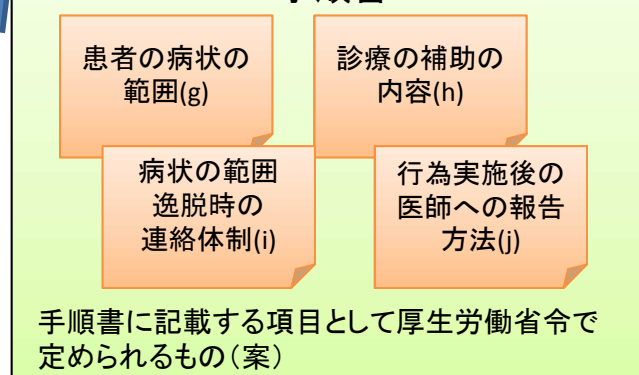 患者の病状の
範囲(g)
診療の補助の
内容(h)
病状の範囲
逸脱時の
連絡体制(i)
行為実施後の
医師への報告
方法(j)
手順書に記載する項目として厚生労働省令で
定められるもの(案)